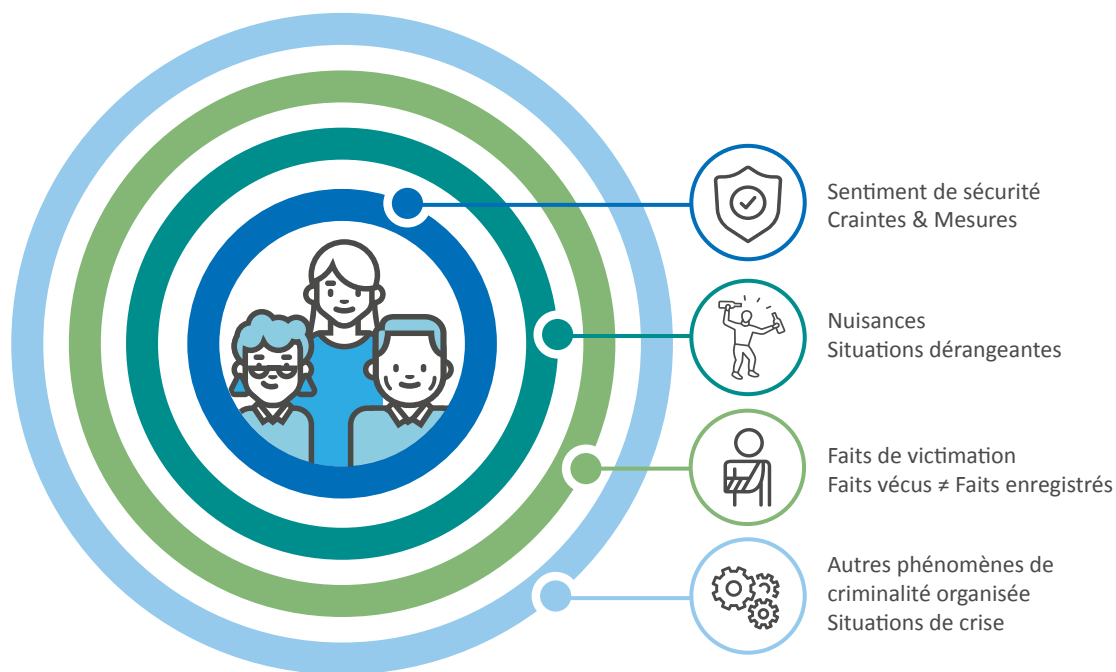 Sentiment de sécurité
Craintes & Mesures
Nuisances
Situations dérangeantes
Faits de victimation
Faits vécus ≠ Faits enregistrés
Autres phénomènes de
criminalité organisée
Situations de crise